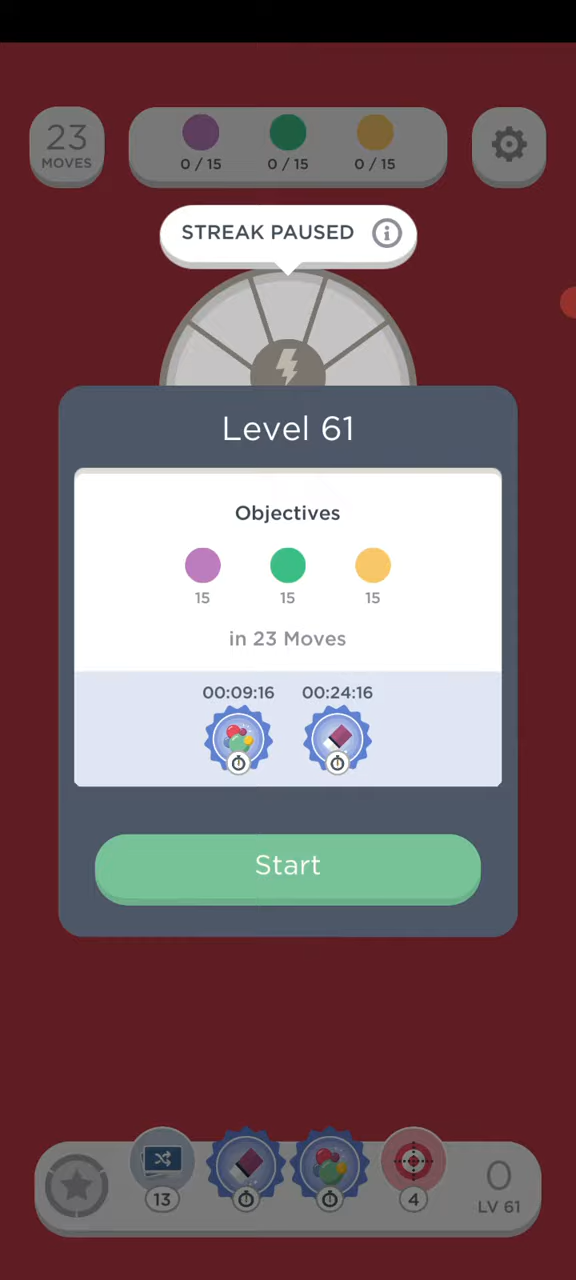 23
MOVES
0 / 15
0 / 15
0 / 15
STREAK PAUSED
Level 61
Objectives
15
15
15
in 23 Moves
00:09:16
00:24:16
Start
13
4
0
LV 61